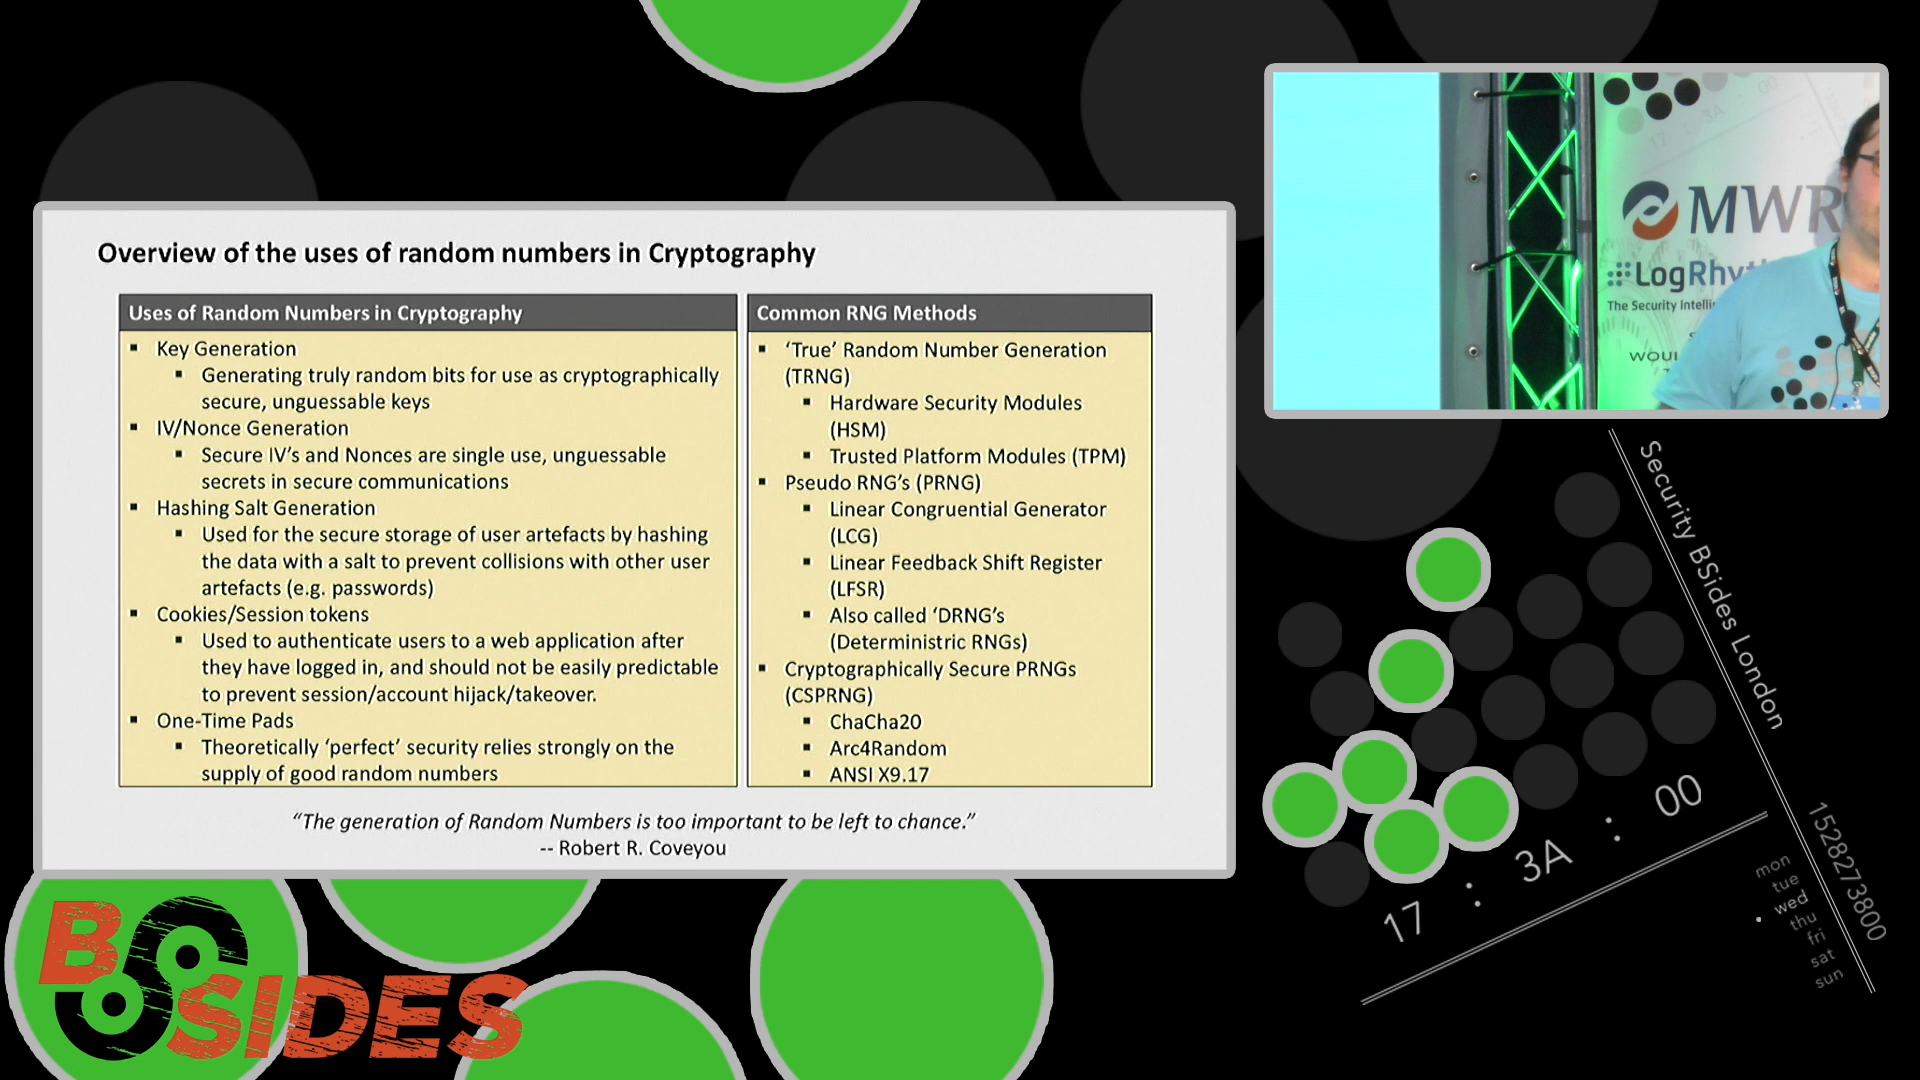 Overview of the uses of random numbers in Cryptography
Uses of Random Numbers in Cryptography
▪ Key Generation
▪ Generating truly random bits for use as cryptographically
secure, unguessable keys
▪ IV/Nonce Generation
▪ Secure IV's and Nonces are single use, unguessable
secrets in secure communications
▪ Hashing Salt Generation
▪ Used for the secure storage of user artefacts by hashing
the data with a salt to prevent collisions with other user
artefacts (e.g. passwords)
▪ Cookies/Session tokens
▪ Used to authenticate users to a web application after
they have logged in, and should not be easily predictable
to prevent session/account hijack/takeover.
▪ One-Time Pads
▪ Theoretically ‘perfect’ security relies strongly on the
supply of good random numbers
Common RNG Methods
▪ ‘True’ Random Number Generation
(TRNG)
▪ Hardware Security Modules
(HSM)
▪ Trusted Platform Modules (TPM)
▪ Pseudo RNG’s (PRNG)
▪ Linear Congruential Generator
(LCG)
▪ Linear Feedback Shift Register
(LFSR)
▪ Also called ‘DRNG’s
(Deterministric RNGs)
▪ Cryptographically Secure PRNGs
(CSPRNG)
▪ ChaCha20
▪ Arc4Random
▪ ANSI X9.17
“The generation of Random Numbers is too important to be left to chance.”
-- Robert R. Coveyou
17 : 3A : 00
MWR
LogRhy
The Security Intelli
WOUL
Security BSides London
17 : 3A : 00
1528273800
mon
tue
wed
thu
fri
sat
sun
BSIDES